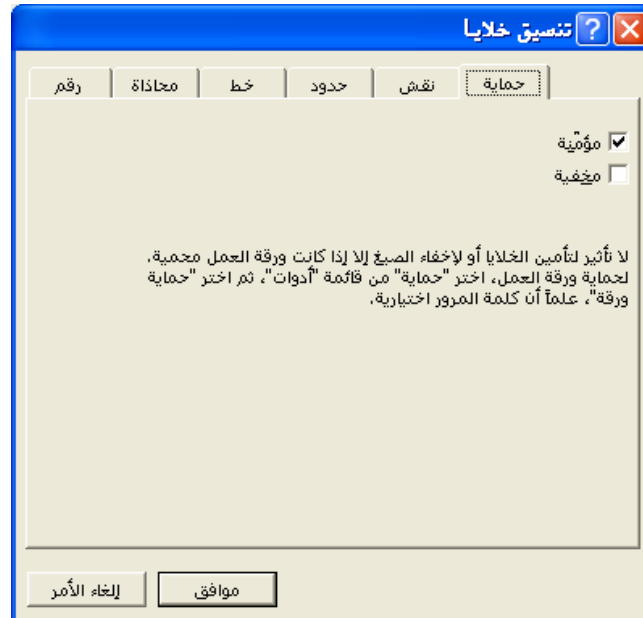 تنسيق خلايا
رقم محاذاة خط حدود نقش حماية
مؤمّنة
مخفية
لا تأثير لتأمين الخلايا أو لإخفاء الصيغ إلا إذا كانت ورقة العمل محمية.
لحماية ورقة العمل، اختر "حماية" من قائمة "أدوات"، ثم اختر "حماية
ورقة"، علماً أن كلمة المرور اختيارية.
موافق إلغاء الأمر